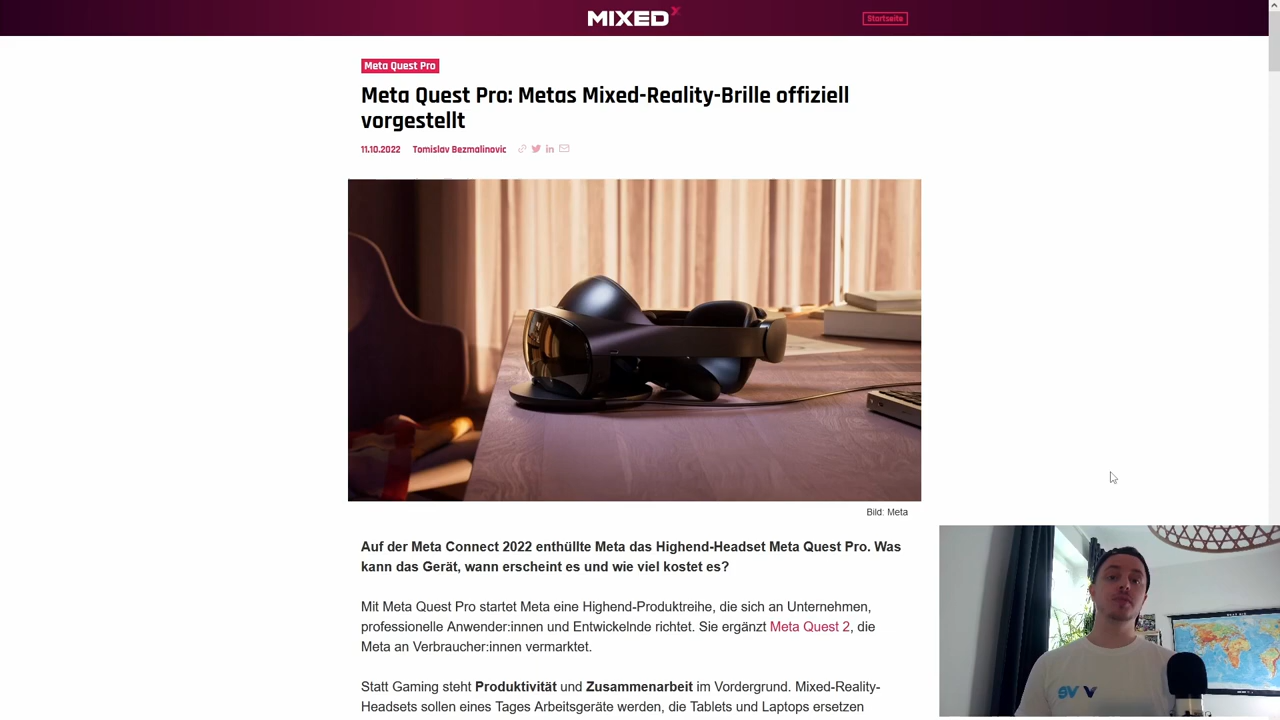 MIXED
Startseite
Meta Quest Pro
Meta Quest Pro: Metas Mixed-Reality-Brille offiziell
vorgestellt
11.10.2022 Tomislav Bezmalinovic
Bild: Meta
Auf der Meta Connect 2022 enthüllte Meta das Highend-Headset Meta Quest Pro. Was
kann das Gerät, wann erscheint es und wie viel kostet es?
Mit Meta Quest Pro startet Meta eine Highend-Produktreihe, die sich an Unternehmen,
professionelle Anwender:innen und Entwickelnde richtet. Sie ergänzt Meta Quest 2, die
Meta an Verbraucher:innen vermarktet.
Statt Gaming steht Produktivität und Zusammenarbeit im Vordergrund. Mixed-Reality-
Headsets sollen eines Tages Arbeitsgeräte werden, die Tablets und Laptops ersetzen